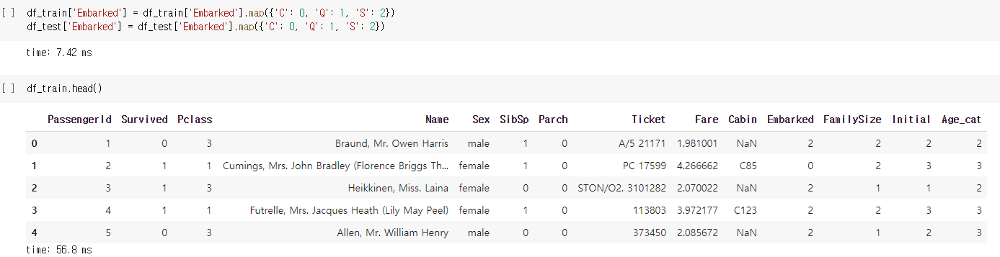 [ ] df_train['Embarked'] = df_train['Embarked'].map({'C': 0, 'Q': 1, 'S': 2})
df_test['Embarked'] = df_test['Embarked'].map({'C': 0, 'Q': 1, 'S': 2})
time: 7.42 ms
[ ] df_train.head()
PassengerId Survived Pclass Name Sex SibSp Parch Ticket Fare Cabin Embarked FamilySize Initial Age_cat
0 1 0 3 Braund, Mr. Owen Harris male 1 0 A/5 21171 1.981001 NaN 2 2 2 2
1 2 1 1 Cumings, Mrs. John Bradley (Florence Briggs Th... female 1 0 PC 17599 4.266662 C85 0 2 3 3
2 3 1 3 Heikkinen, Miss. Laina female 0 0 STON/O2. 3101282 2.070022 NaN 2 1 1 2
3 4 1 1 Futrelle, Mrs. Jacques Heath (Lily May Peel) female 1 0 113803 3.972177 C123 2 2 3 3
4 5 0 3 Allen, Mr. William Henry male 0 0 373450 2.085672 NaN 2 1 2 3
time: 56.8 ms